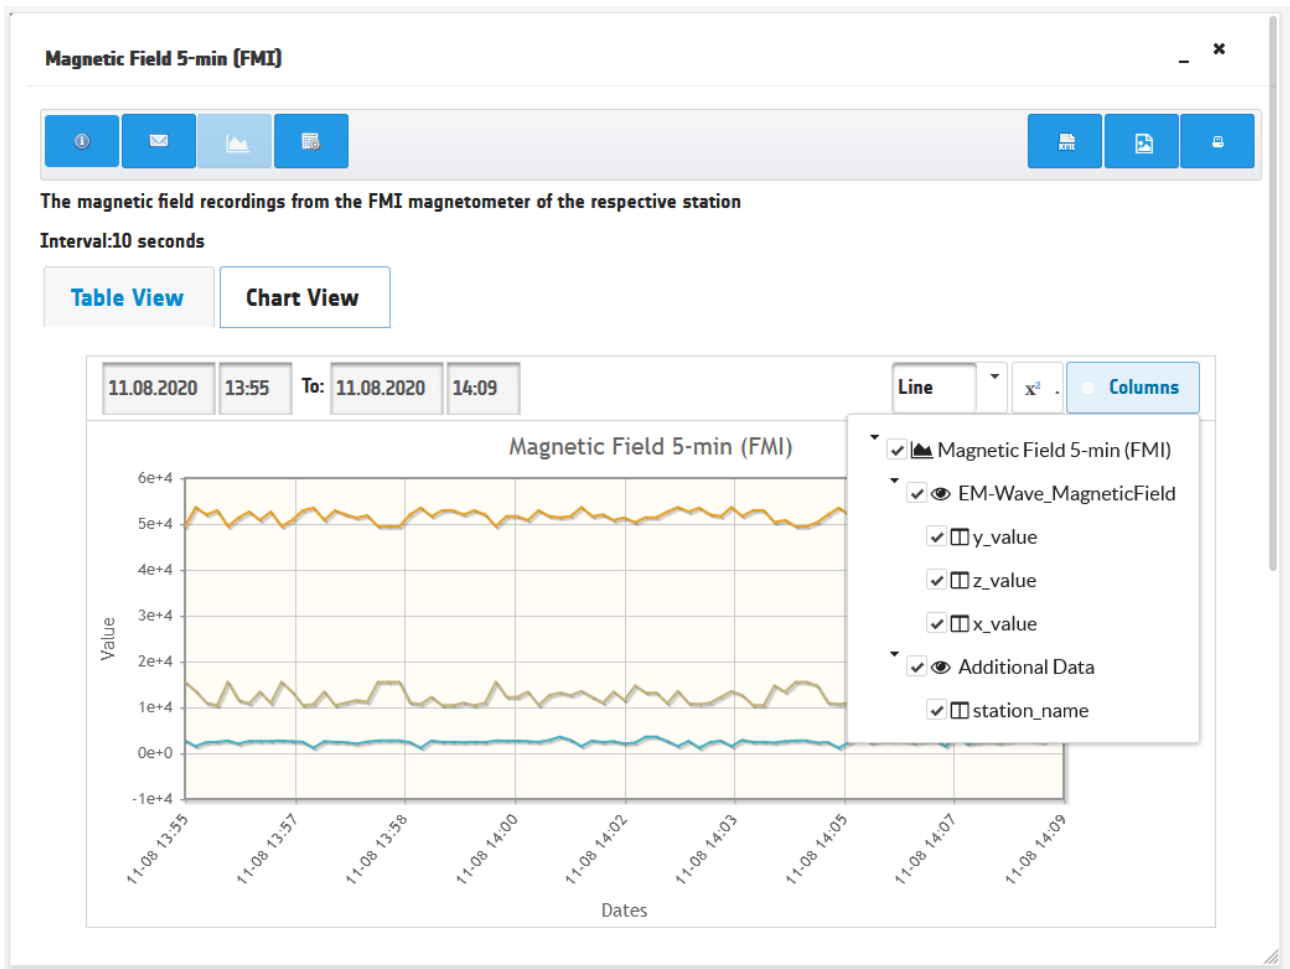 Magnetic Field 5-min (FMI)
XML
The magnetic field recordings from the FMI magnetometer of the respective station
Interval:10 seconds
Table View
Chart View
11.08.2020 13:55 To: 11.08.2020 14:09
Line
x²
Columns
Magnetic Field 5-min (FMI)
Magnetic Field 5-min (FMI)
EM-Wave_MagneticField
y_value
z_value
x_value
Additional Data
station_name
Value
6e+4
5e+4
4e+4
3e+4
2e+4
1e+4
0e+0
-1e+4
11-08 13:55
11-08 13:57
11-08 13:58
11-08 14:00
11-08 14:02
11-08 14:03
11-08 14:05
11-08 14:07
11-08 14:09
Dates